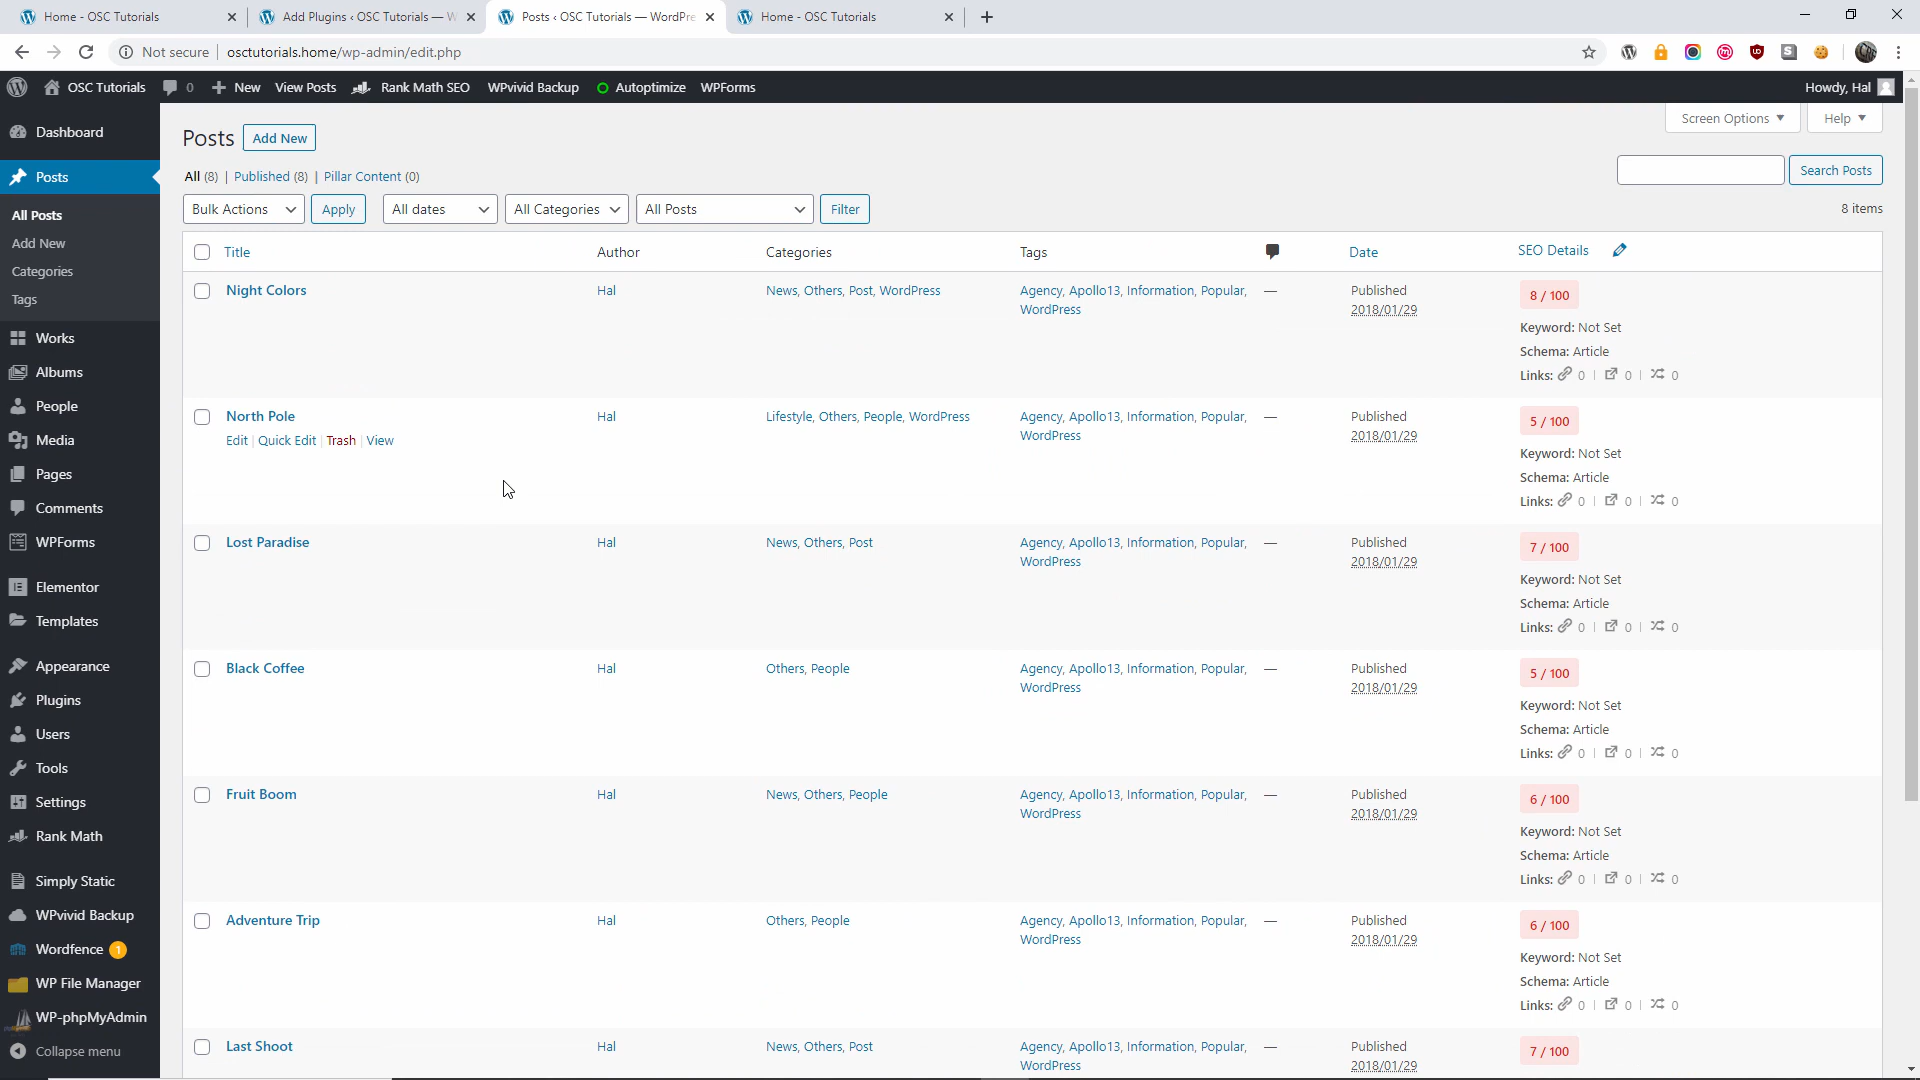 Home - OSC Tutorials
Add Plugins ‹ OSC Tutorials — W
Posts ‹ OSC Tutorials — WordPre
Home - OSC Tutorials
Not secure | osctutorials.home/wp-admin/edit.php
OSC Tutorials 0 New View Posts Rank Math SEO WPvivid Backup Autoptimize WPForms Howdy, Hal
Dashboard
Posts
All Posts
Add New
Categories
Tags
Works
Albums
People
Media
Pages
Comments
WPForms
Elementor
Templates
Appearance
Plugins
Users
Tools
Settings
Rank Math
Simply Static
WPvivid Backup
Wordfence 1
WP File Manager
WP-phpMyAdmin
Collapse menu
Screen Options Help
Posts Add New
All (8) | Published (8) | Pillar Content (0)
Search Posts
Bulk Actions Apply All dates All Categories All Posts Filter
8 items
Title Author Categories Tags Date SEO Details
Night Colors Hal News, Others, Post, WordPress Agency, Apollo13, Information, Popular, — Published 8 / 100
WordPress 2018/01/29
Keyword: Not Set
Schema: Article
Links: 0 | 0 | 0
North Pole Hal Lifestyle, Others, People, WordPress Agency, Apollo13, Information, Popular, — Published 5 / 100
Edit | Quick Edit | Trash | View WordPress 2018/01/29
Keyword: Not Set
Schema: Article
Links: 0 | 0 | 0
Lost Paradise Hal News, Others, Post Agency, Apollo13, Information, Popular, — Published 7 / 100
WordPress 2018/01/29
Keyword: Not Set
Schema: Article
Links: 0 | 0 | 0
Black Coffee Hal Others, People Agency, Apollo13, Information, Popular, — Published 5 / 100
WordPress 2018/01/29
Keyword: Not Set
Schema: Article
Links: 0 | 0 | 0
Fruit Boom Hal News, Others, People Agency, Apollo13, Information, Popular, — Published 6 / 100
WordPress 2018/01/29
Keyword: Not Set
Schema: Article
Links: 0 | 0 | 0
Adventure Trip Hal Others, People Agency, Apollo13, Information, Popular, — Published 6 / 100
WordPress 2018/01/29
Keyword: Not Set
Schema: Article
Links: 0 | 0 | 0
Last Shoot Hal News, Others, Post Agency, Apollo13, Information, Popular, — Published 7 / 100
WordPress 2018/01/29